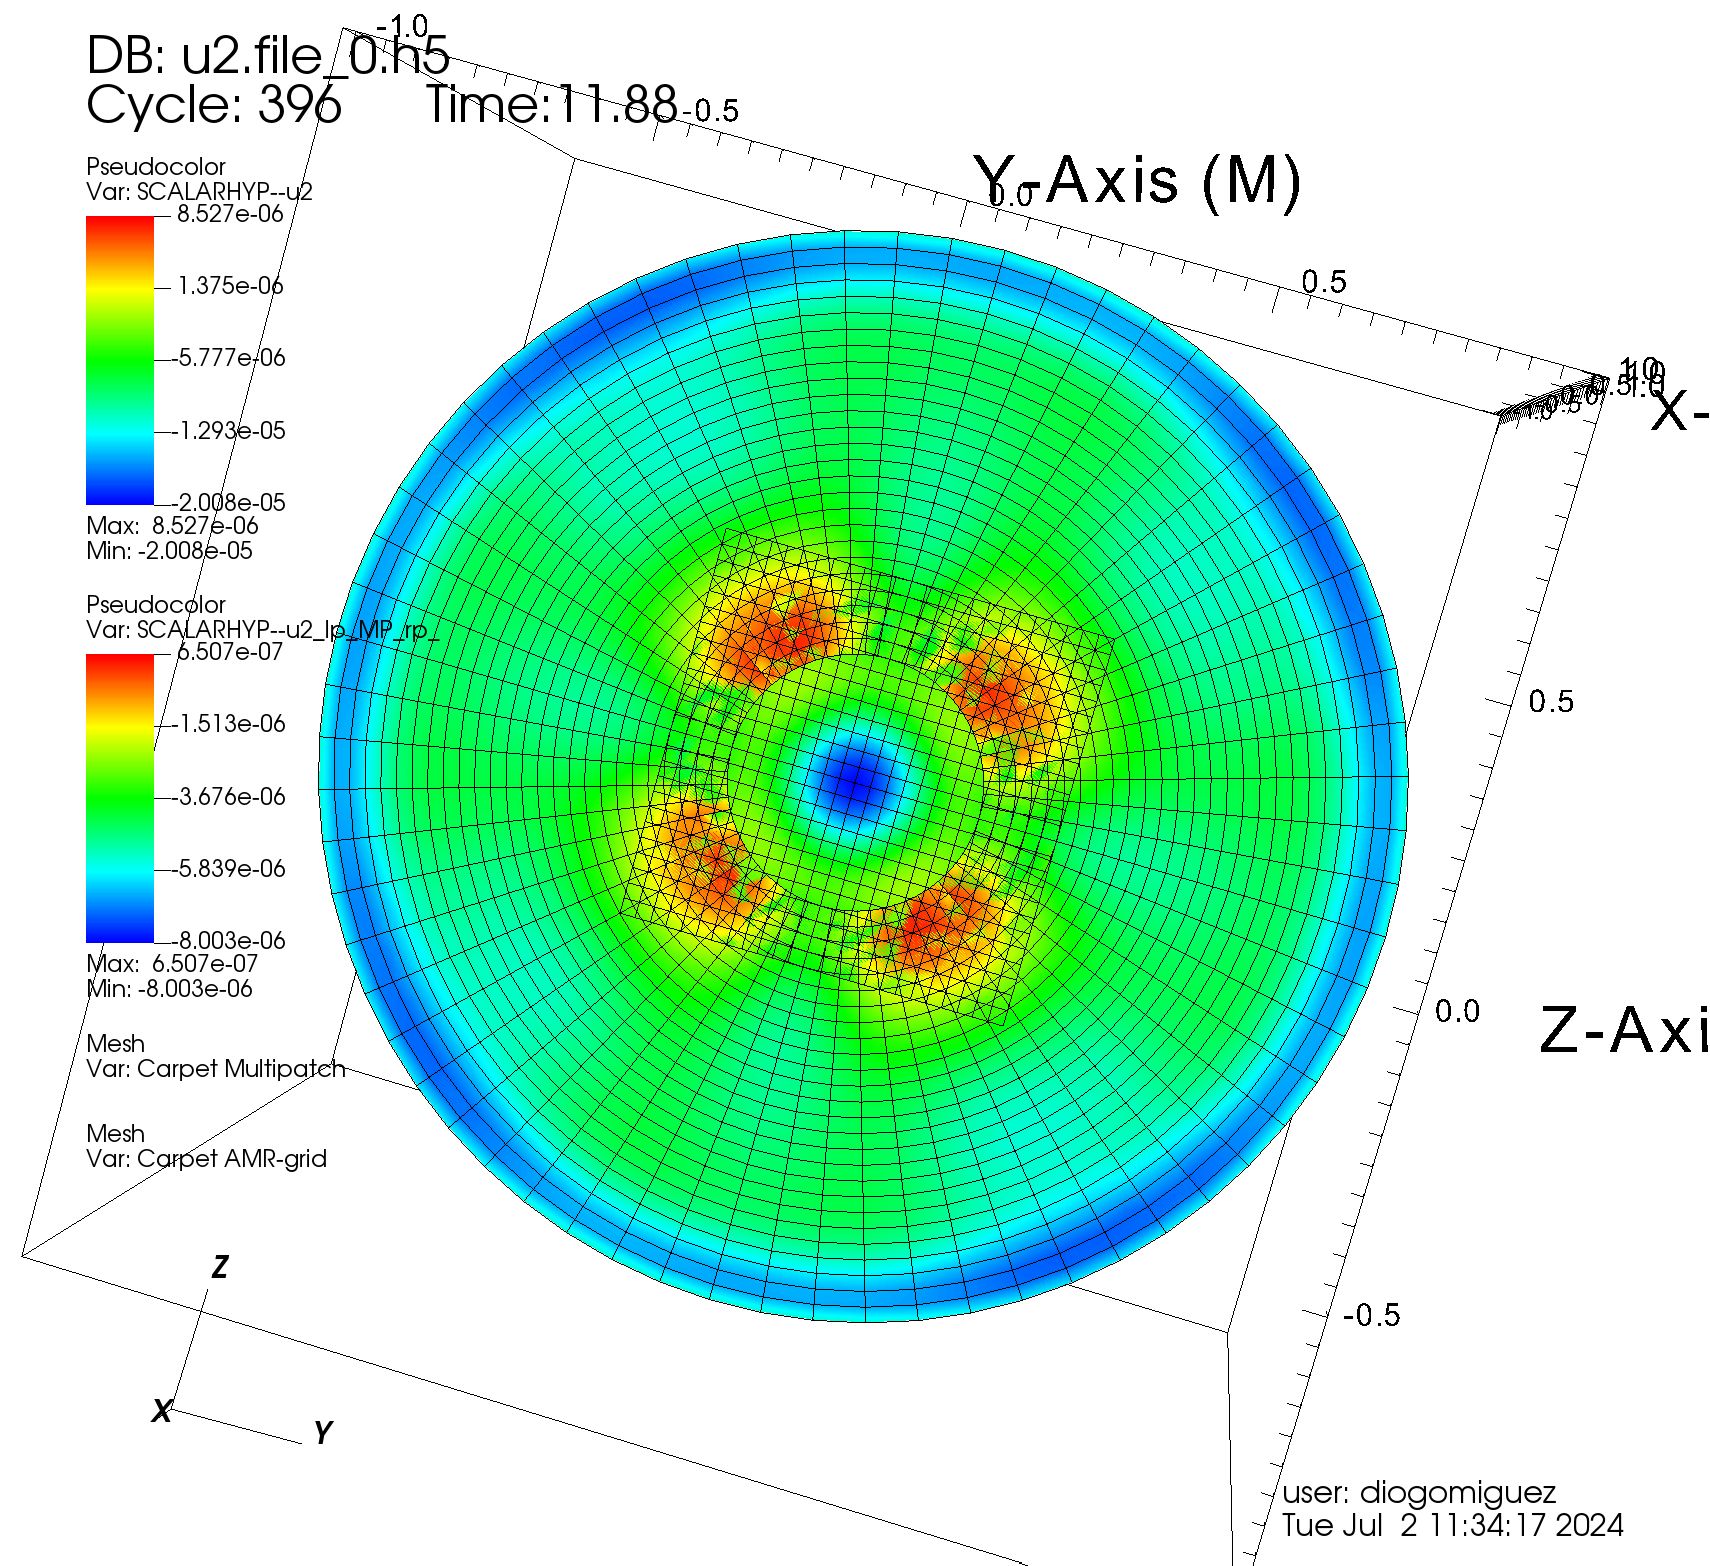 DB: u2.file_0.h5
Cycle: 396 Time:11.88
Pseudocolor
Var: SCALARHYP--u2
8.527e-06
1.375e-06
-5.777e-06
-1.293e-05
-2.008e-05
Max: 8.527e-06
Min: -2.008e-05
Pseudocolor
Var: SCALARHYP--u2_lp_MP_rp_
6.507e-07
-1.513e-06
-3.676e-06
-5.839e-06
-8.003e-06
Max: 6.507e-07
Min: -8.003e-06
Mesh
Var: Carpet Multipatch
Mesh
Var: Carpet AMR-grid
-1.0
-0.5
0.0
0.5
1.0
Y-Axis (M)
X-
0.5
0.0
-0.5
Z-Axi
Z
X
Y
user: diogomiguez
Tue Jul 2 11:34:17 2024